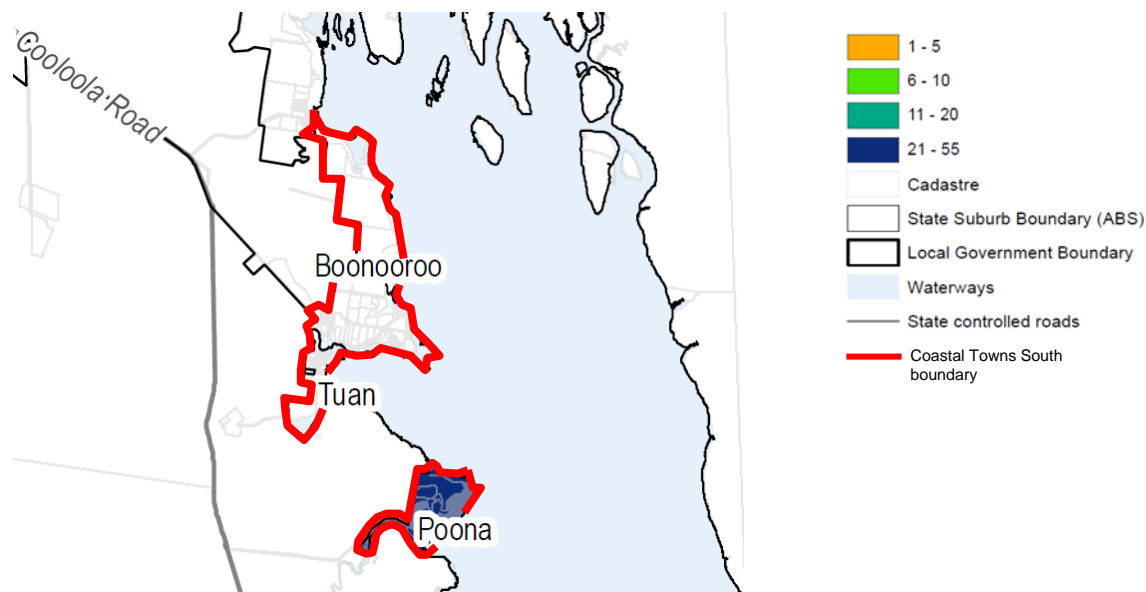 Cooloola Road
Boonooroo
Tuan
Poona
1 - 5
6 - 10
11 - 20
21 - 55
Cadastre
State Suburb Boundary (ABS)
Local Government Boundary
Waterways
State controlled roads
Coastal Towns South
boundary